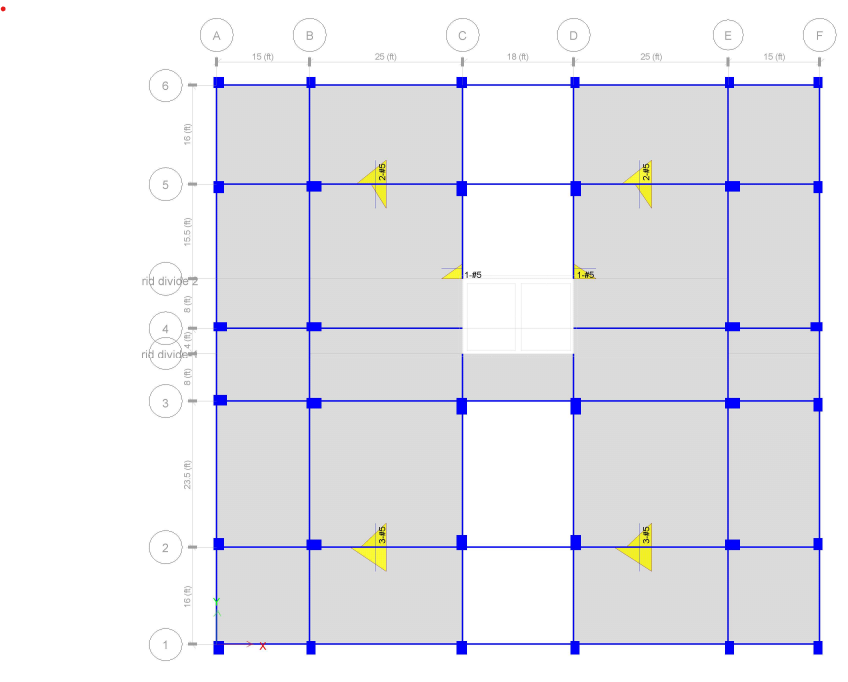 A B C D E F
15 (ft) 25 (ft) 18 (ft) 25 (ft) 15 (ft)
6
16 (ft)
2-#5 2-#5
5
15.5 (ft)
1-#5 1-#5
rid divide 2
8 (ft)
4
4 (ft)
rid divide 1
8 (ft)
3
23.5 (ft)
3-#5 3-#5
2
16 (ft)
Y
1
X